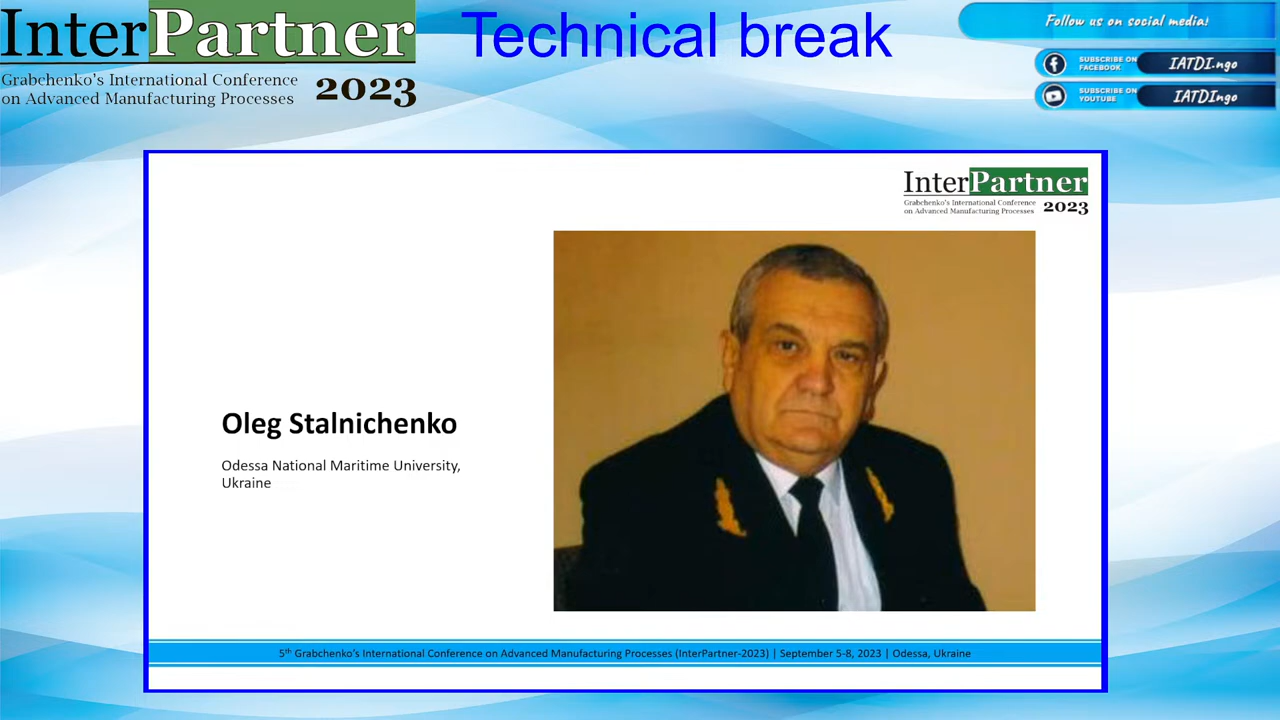 InterPartner
Grabchenko's International Conference
on Advanced Manufacturing Processes
2023
Technical break
Follow us on social media!
SUBSCRIBE ON
FACEBOOK
IATDI.ngo
SUBSCRIBE ON
YOUTUBE
IATDIngo
InterPartner
Grabchenko's International Conference
on Advanced Manufacturing Processes
2023
Oleg Stalnichenko
Odessa National Maritime University,
Ukraine
5th Grabchenko's International Conference on Advanced Manufacturing Processes (InterPartner-2023) | September 5-8, 2023 | Odessa, Ukraine